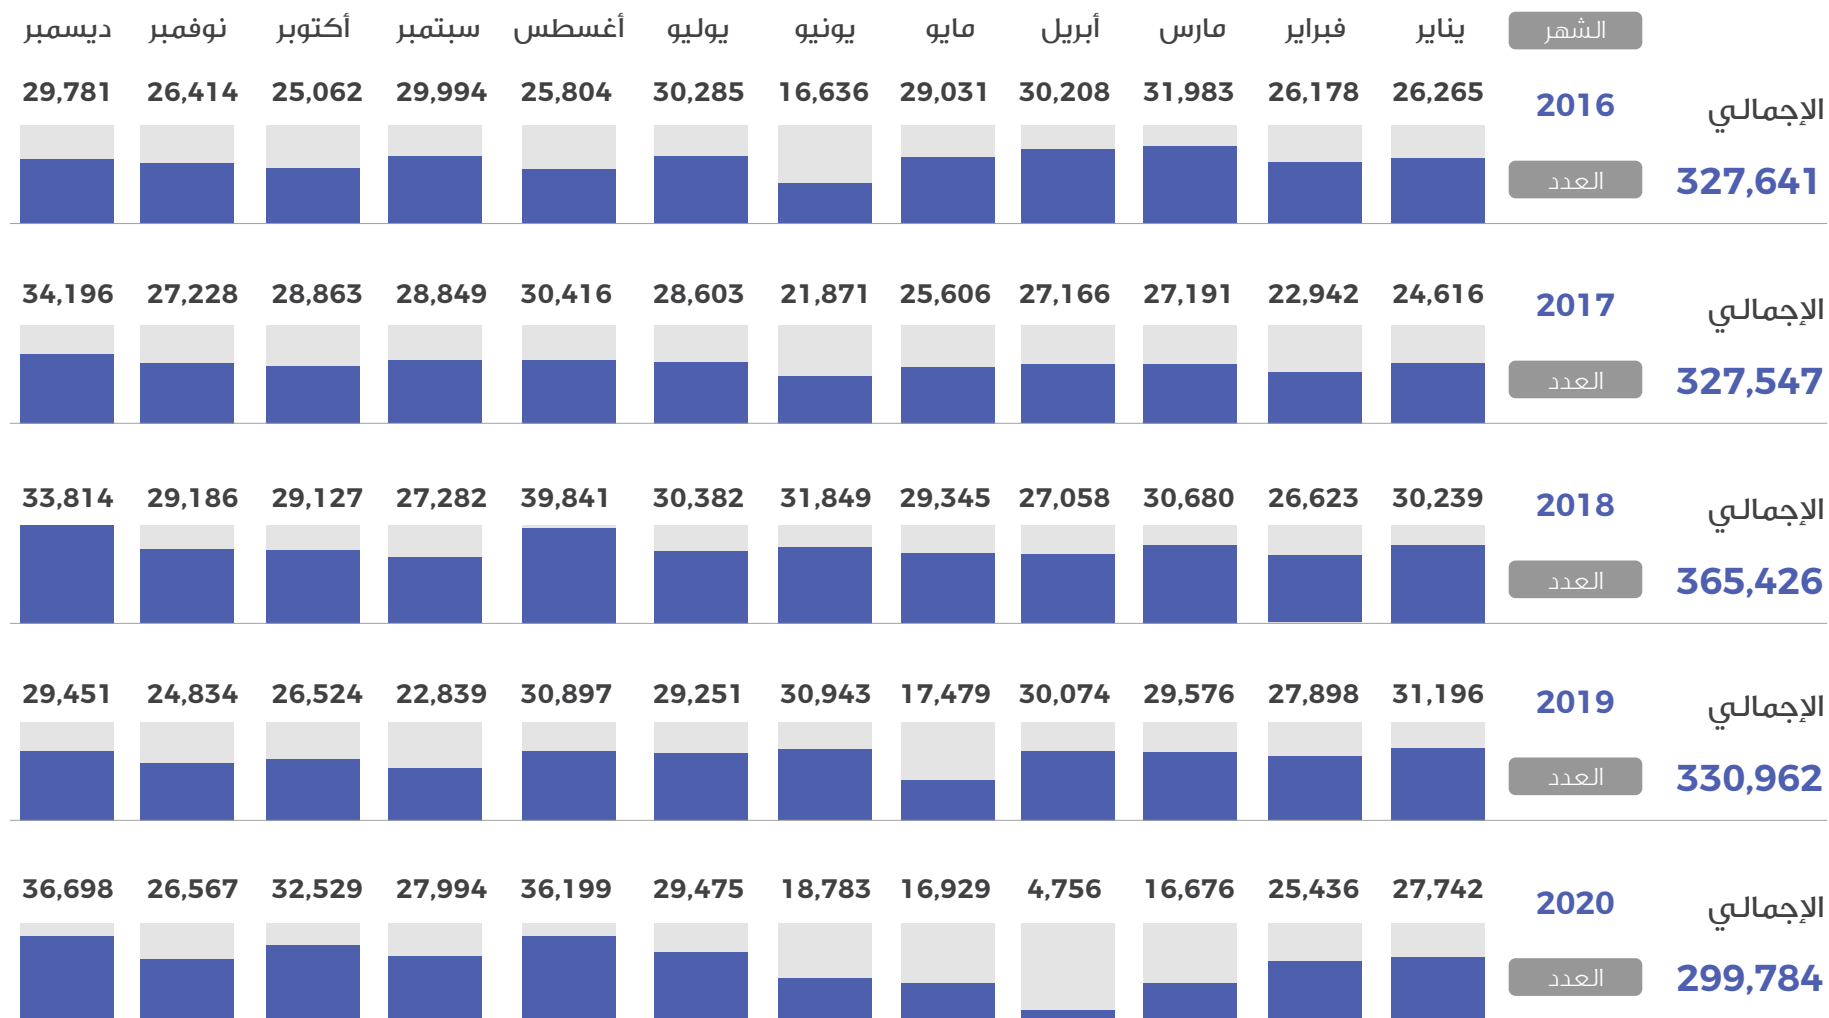 الشهر يناير فبراير مارس أبريل مايو يونيو يوليو أغسطس سبتمبر أكتوبر نوفمبر ديسمبر
الإجمالي 2016 26,265 26,178 31,983 30,208 29,031 16,636 30,285 25,804 29,994 25,062 26,414 29,781
327,641 العدد
الإجمالي 2017 24,616 22,942 27,191 27,166 25,606 21,871 28,603 30,416 28,849 28,863 27,228 34,196
327,547 العدد
الإجمالي 2018 30,239 26,623 30,680 27,058 29,345 31,849 30,382 39,841 27,282 29,127 29,186 33,814
365,426 العدد
الإجمالي 2019 31,196 27,898 29,576 30,074 17,479 30,943 29,251 30,897 22,839 26,524 24,834 29,451
330,962 العدد
الإجمالي 2020 27,742 25,436 16,676 4,756 16,929 18,783 29,475 36,199 27,994 32,529 26,567 36,698
299,784 العدد